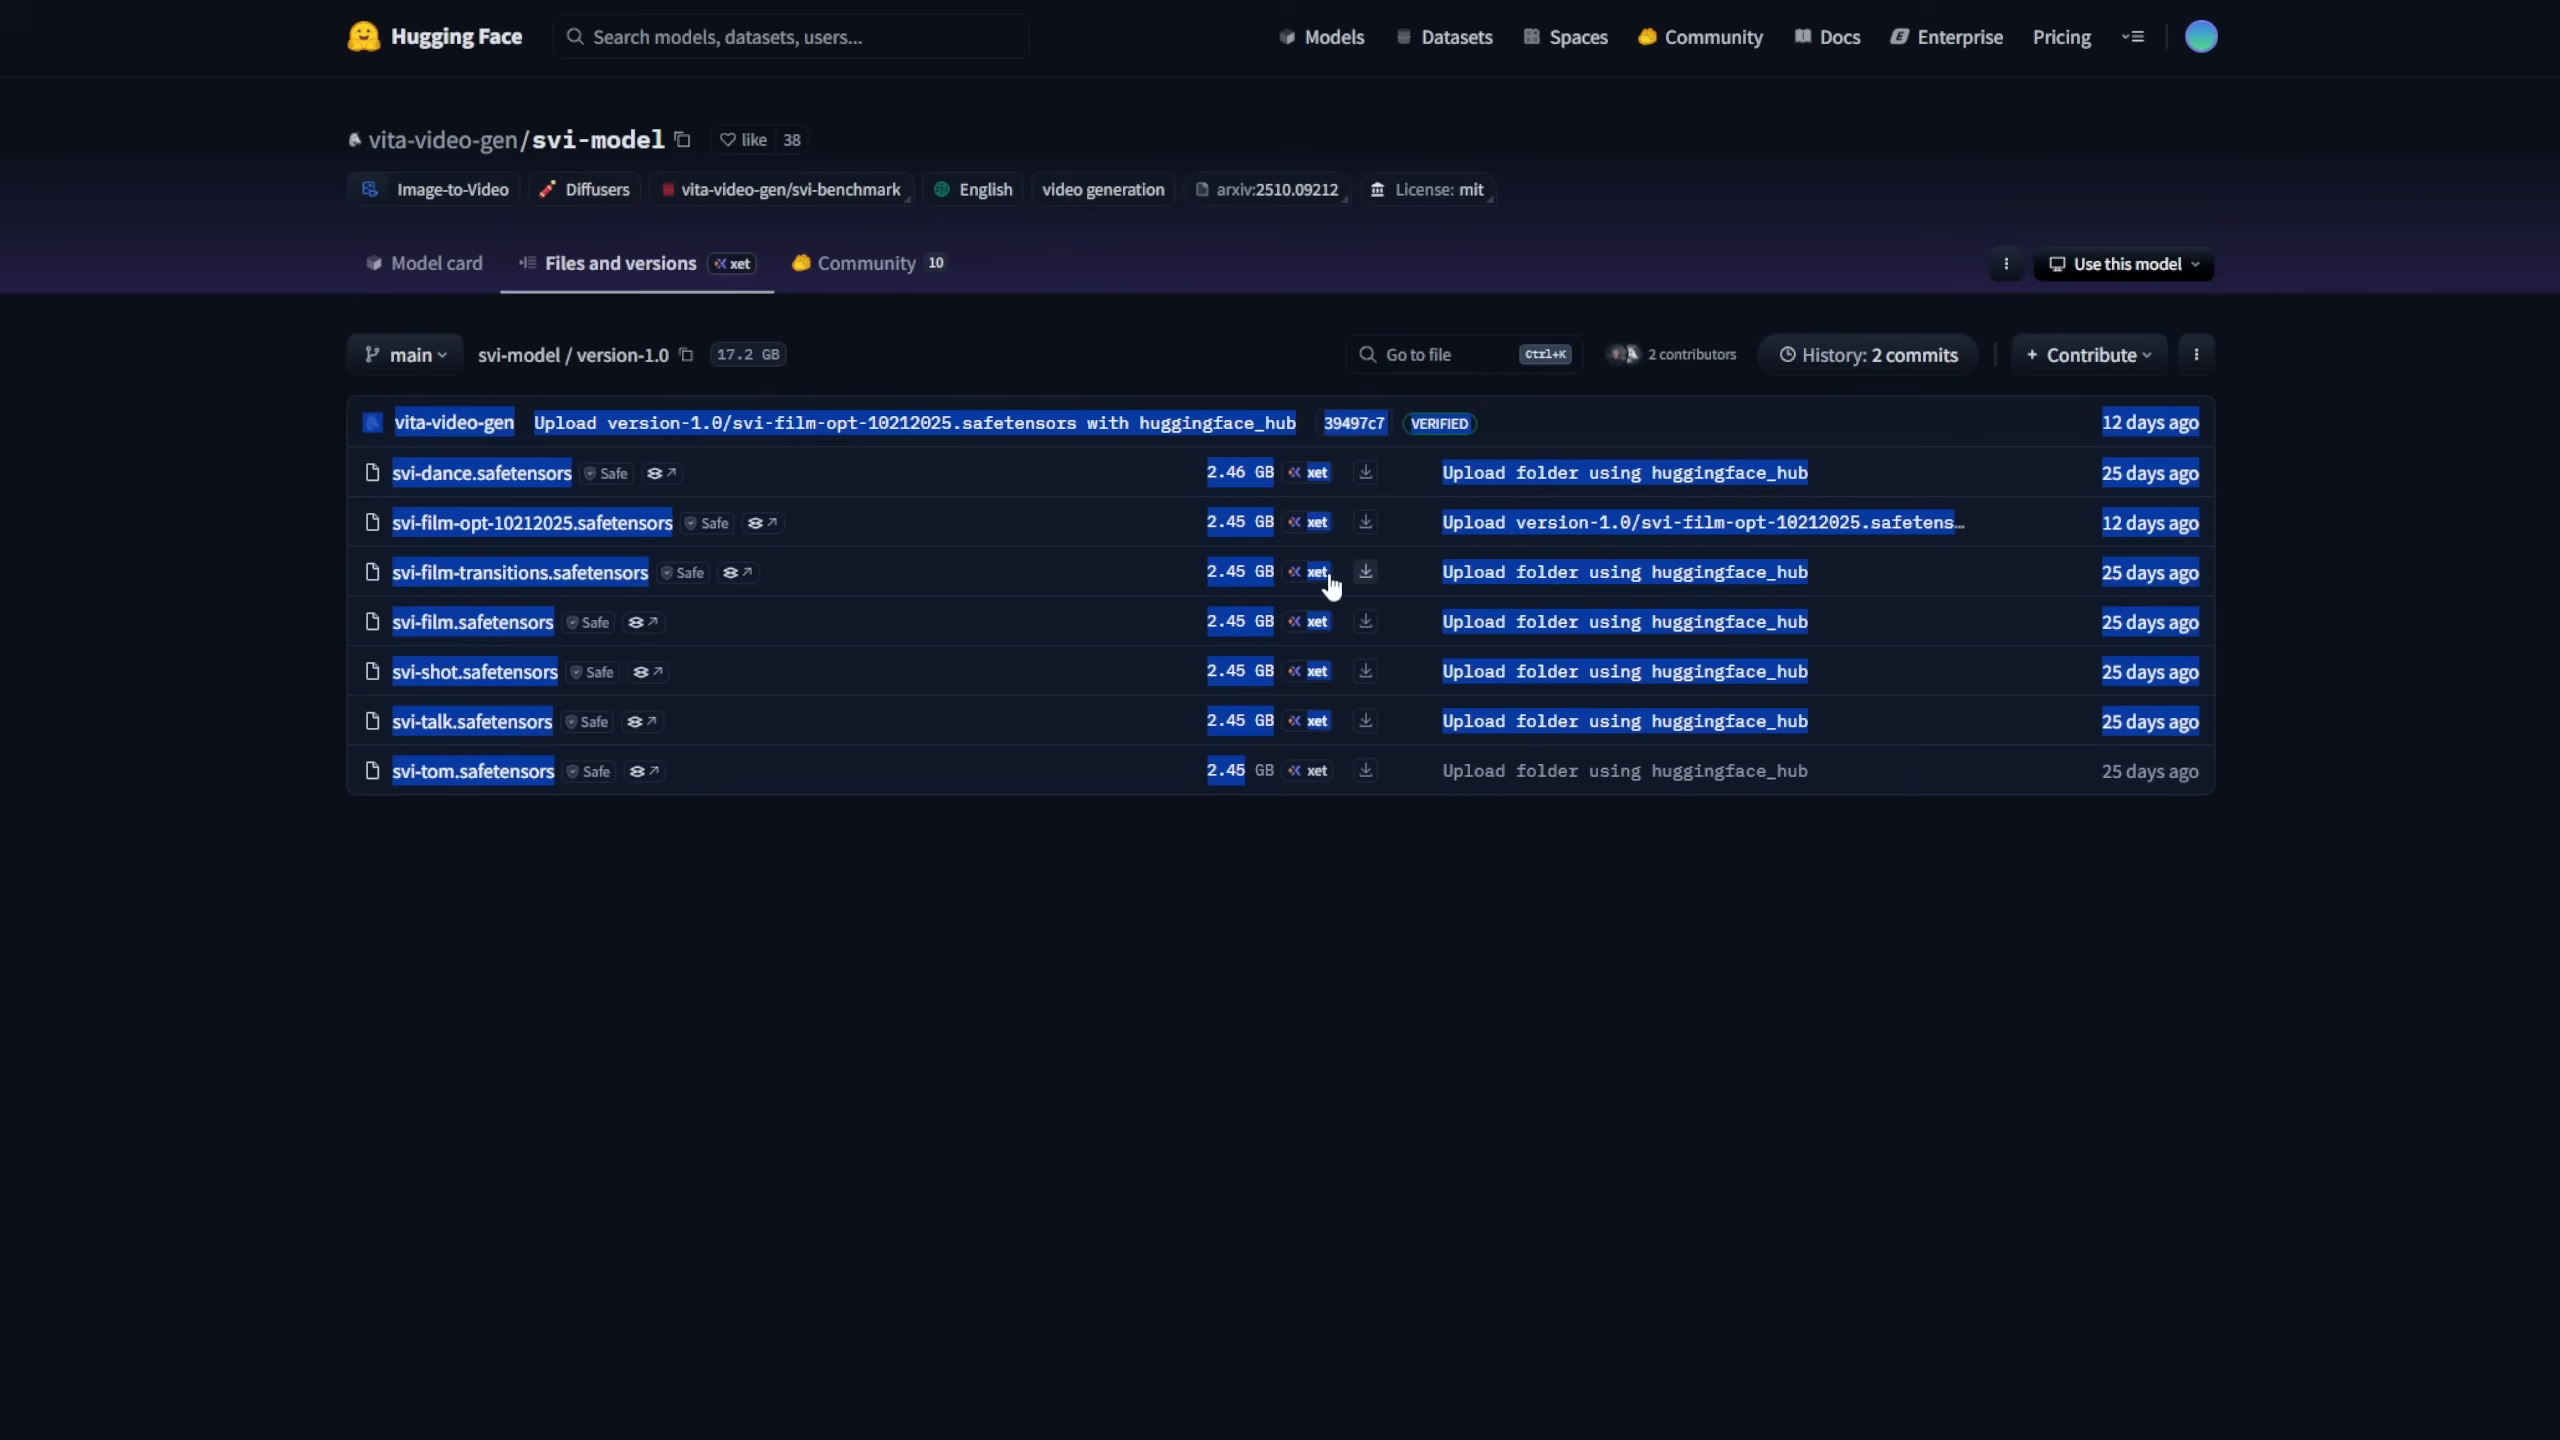 Hugging Face Search models, datasets, users... Models Datasets Spaces Community Docs Enterprise Pricing
vita-video-gen/svi-model like 38
Image-to-Video Diffusers vita-video-gen/svi-benchmark English video generation arxiv:2510.09212 License: mit
Model card Files and versions xet Community 10 Use this model
main svi-model / version-1.0 17.2 GB Go to file Ctrl+K 2 contributors History: 2 commits + Contribute
vita-video-gen Upload version-1.0/svi-film-opt-10212025.safetensors with huggingface_hub 39497c7 VERIFIED 12 days ago
svi-dance.safetensors Safe 2.46 GB xet Upload folder using huggingface_hub 25 days ago
svi-film-opt-10212025.safetensors Safe 2.45 GB xet Upload version-1.0/svi-film-opt-10212025.safetens… 12 days ago
svi-film-transitions.safetensors Safe 2.45 GB xet Upload folder using huggingface_hub 25 days ago
svi-film.safetensors Safe 2.45 GB xet Upload folder using huggingface_hub 25 days ago
svi-shot.safetensors Safe 2.45 GB xet Upload folder using huggingface_hub 25 days ago
svi-talk.safetensors Safe 2.45 GB xet Upload folder using huggingface_hub 25 days ago
svi-tom.safetensors Safe 2.45 GB xet Upload folder using huggingface_hub 25 days ago